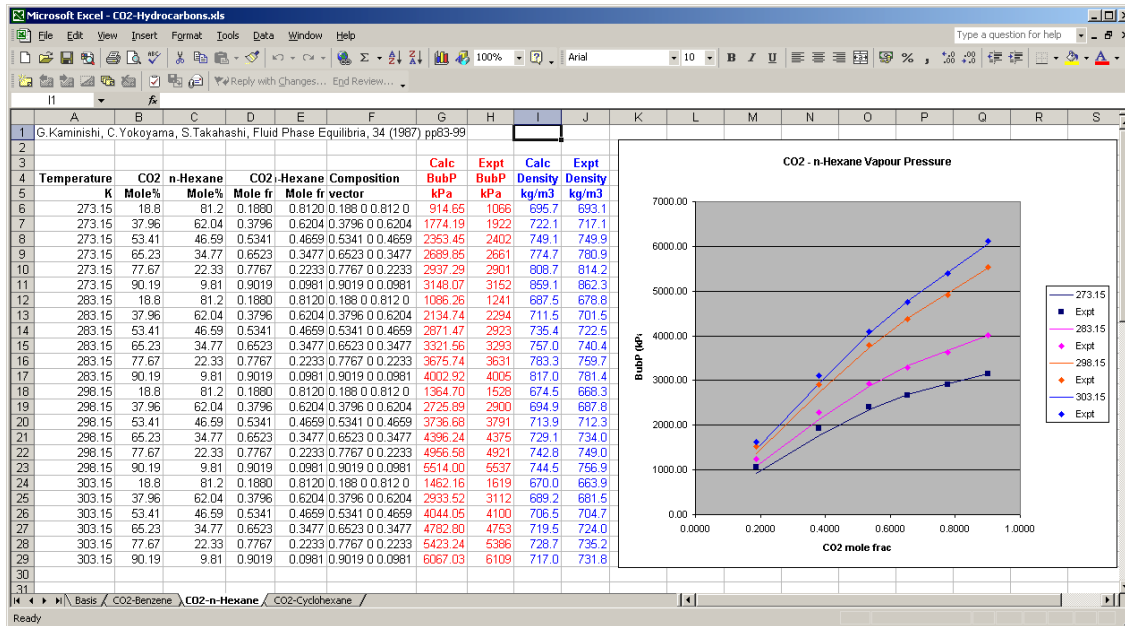 Microsoft Excel - CO2-Hydrocarbons.xls
File Edit View Insert Format Tools Data Window Help Type a question for help
100% Arial 10 B I U
Reply with Changes... End Review...
I1 fx
A B C D E F G H I J K L M N O P Q R S
1 G.Kaminishi, C.Yokoyama, S.Takahashi, Fluid Phase Equilibria, 34 (1987) pp83-99
2
3 Calc Expt Calc Expt
4 Temperature CO2 n-Hexane CO2 -Hexane Composition BubP BubP Density Density
5 K Mole% Mole% Mole fr Mole fr vector kPa kPa kg/m3 kg/m3
6 273.15 18.8 81.2 0.1880 0.8120 0.188 0 0.812 0 914.65 1066 695.7 693.1
7 273.15 37.96 62.04 0.3796 0.6204 0.3796 0 0.6204 1774.19 1922 722.1 717.1
8 273.15 53.41 46.59 0.5341 0.4659 0.5341 0 0.4659 2353.45 2402 749.1 749.9
9 273.15 65.23 34.77 0.6523 0.3477 0.6523 0 0.3477 2689.85 2661 774.7 780.9
10 273.15 77.67 22.33 0.7767 0.2233 0.7767 0 0.2233 2937.29 2901 808.7 814.2
11 273.15 90.19 9.81 0.9019 0.0981 0.9019 0 0.0981 3148.07 3152 859.1 862.3
12 283.15 18.8 81.2 0.1880 0.8120 0.188 0 0.812 0 1086.26 1241 687.5 678.8
13 283.15 37.96 62.04 0.3796 0.6204 0.3796 0 0.6204 2134.74 2294 711.5 701.5
14 283.15 53.41 46.59 0.5341 0.4659 0.5341 0 0.4659 2871.47 2923 735.4 722.5
15 283.15 65.23 34.77 0.6523 0.3477 0.6523 0 0.3477 3321.56 3293 757.0 740.4
16 283.15 77.67 22.33 0.7767 0.2233 0.7767 0 0.2233 3675.74 3631 783.3 759.7
17 283.15 90.19 9.81 0.9019 0.0981 0.9019 0 0.0981 4002.92 4005 817.0 781.4
18 298.15 18.8 81.2 0.1880 0.8120 0.188 0 0.812 0 1364.70 1528 674.5 668.3
19 298.15 37.96 62.04 0.3796 0.6204 0.3796 0 0.6204 2725.89 2900 694.9 687.8
20 298.15 53.41 46.59 0.5341 0.4659 0.5341 0 0.4659 3736.68 3791 713.9 712.3
21 298.15 65.23 34.77 0.6523 0.3477 0.6523 0 0.3477 4396.24 4375 729.1 734.0
22 298.15 77.67 22.33 0.7767 0.2233 0.7767 0 0.2233 4956.58 4921 742.8 749.0
23 298.15 90.19 9.81 0.9019 0.0981 0.9019 0 0.0981 5514.00 5537 744.5 756.9
24 303.15 18.8 81.2 0.1880 0.8120 0.188 0 0.812 0 1462.16 1619 670.0 663.9
25 303.15 37.96 62.04 0.3796 0.6204 0.3796 0 0.6204 2933.52 3112 689.2 681.5
26 303.15 53.41 46.59 0.5341 0.4659 0.5341 0 0.4659 4044.05 4100 706.5 704.7
27 303.15 65.23 34.77 0.6523 0.3477 0.6523 0 0.3477 4782.80 4753 719.5 724.0
28 303.15 77.67 22.33 0.7767 0.2233 0.7767 0 0.2233 5423.24 5386 728.7 735.2
29 303.15 90.19 9.81 0.9019 0.0981 0.9019 0 0.0981 6067.03 6109 717.0 731.8
30
31
CO2 - n-Hexane Vapour Pressure
7000.00
6000.00
5000.00
4000.00
3000.00
2000.00
1000.00
0.00
BubP (kPa
0.0000 0.2000 0.4000 0.6000 0.8000 1.0000
CO2 mole frac
273.15
Expt
283.15
Expt
298.15
Expt
303.15
Expt
Basis CO2-Benzene CO2-n-Hexane CO2-Cyclohexane
Ready